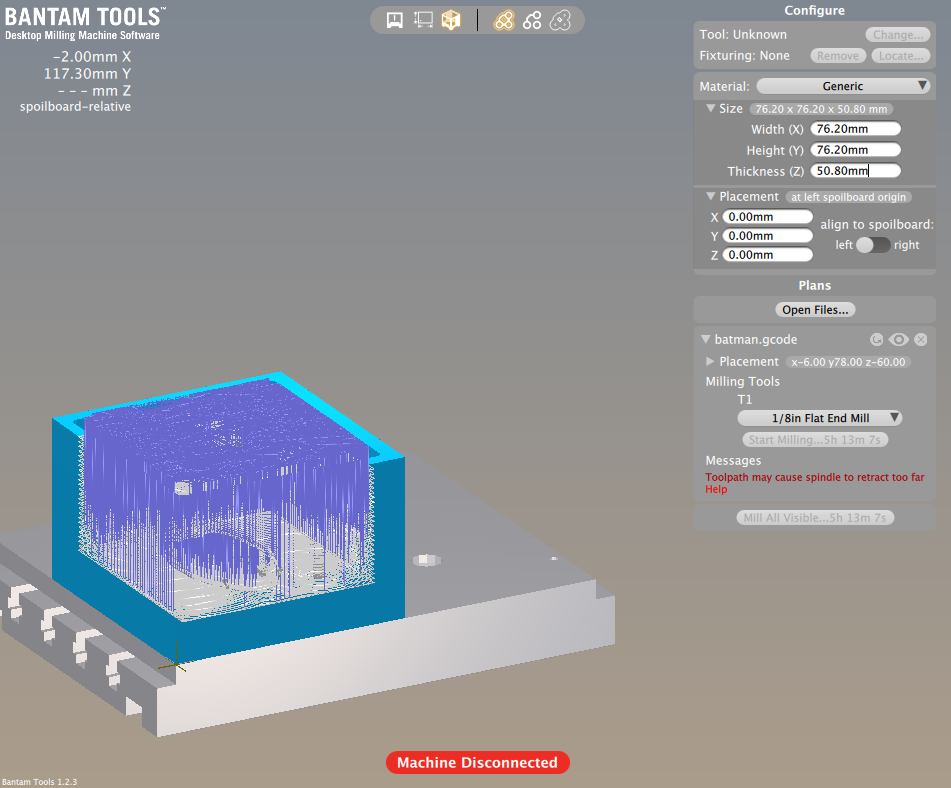 BANTAM TOOLS™
Desktop Milling Machine Software
-2.00mm X
117.30mm Y
- - - mm Z
spoilboard-relative
Configure
Tool: Unknown
Change...
Fixturing: None
Remove
Locate...
Material:
Generic
Size
76.20 x 76.20 x 50.80 mm
Width (X)
76.20mm
Height (Y)
76.20mm
Thickness (Z)
50.80mm
Placement
at left spoilboard origin
X
0.00mm
Y
0.00mm
Z
0.00mm
align to spoilboard:
left
right
Plans
Open Files...
batman.gcode
Placement
x-6.00 y78.00 z-60.00
Milling Tools
T1
1/8in Flat End Mill
Start Milling...5h 13m 7s
Messages
Toolpath may cause spindle to retract too far
Help
Mill All Visible...5h 13m 7s
Machine Disconnected
Bantam Tools 1.2.3